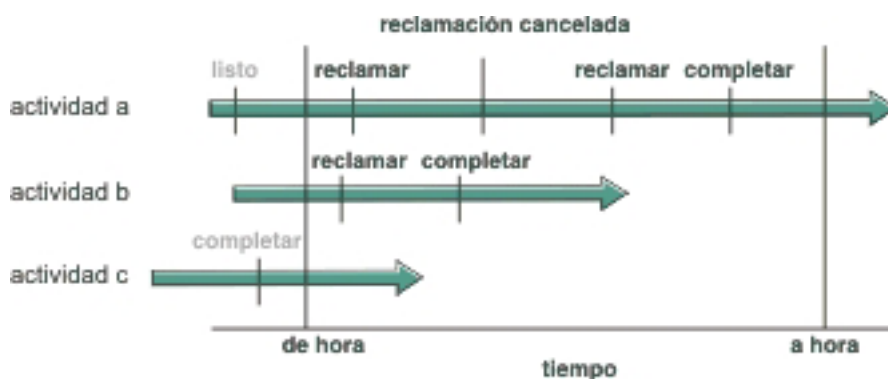 reclamación cancelada
listo reclamar reclamar completar
actividad a
reclamar completar
actividad b
completar
actividad c
de hora a hora
tiempo